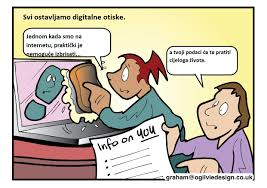 Svi ostavljamo digitalne otiske.
Jednom kada smo na
internetu, praktički je
nemoguće izbrisati...
a tvoji podaci će te pratiti
cijeloga života.
Info on YOU
graham@ogilviedesign.co.uk